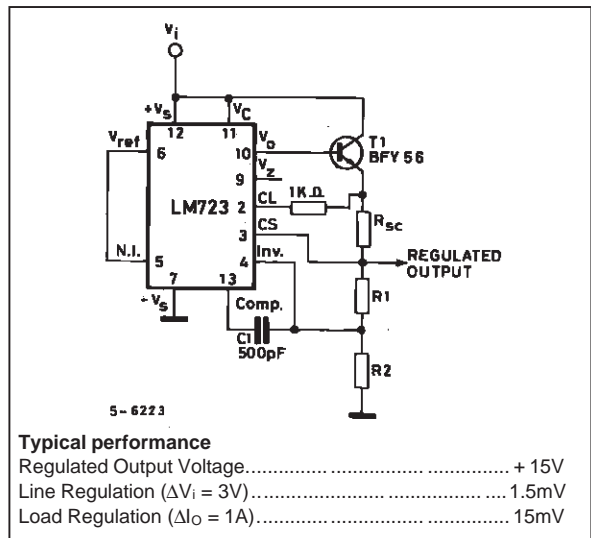 Vi
+Vs
VC
12
11
Vref
6
Vo
10
T1
BFY 56
Vz
9
1KΩ
CL
2
LM723
Rsc
CS
3
REGULATED
OUTPUT
N.I.
5
Inv.
4
7
13
R1
+Vs
Comp.
C1
500pF
R2
5-6223
Typical performance
Regulated Output Voltage.............................................. + 15V
Line Regulation (ΔVi = 3V)............................................. 1.5mV
Load Regulation (ΔIO = 1A)............................................. 15mV